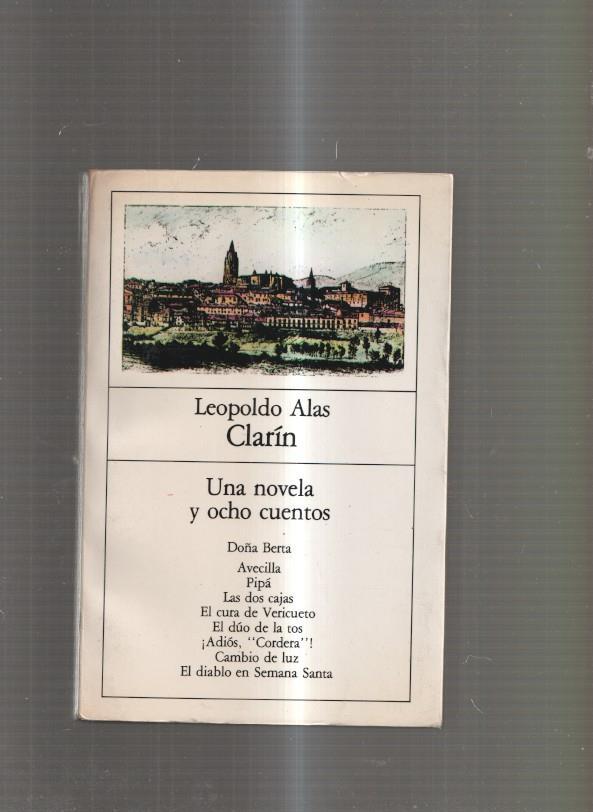 Leopoldo Alas
Clarín
Una novela
y ocho cuentos
Doña Berta
Avecilla
Pipá
Las dos cajas
El cura de Vericueto
El dúo de la tos
¡Adiós, "Cordera"!
Cambio de luz
El diablo en Semana Santa